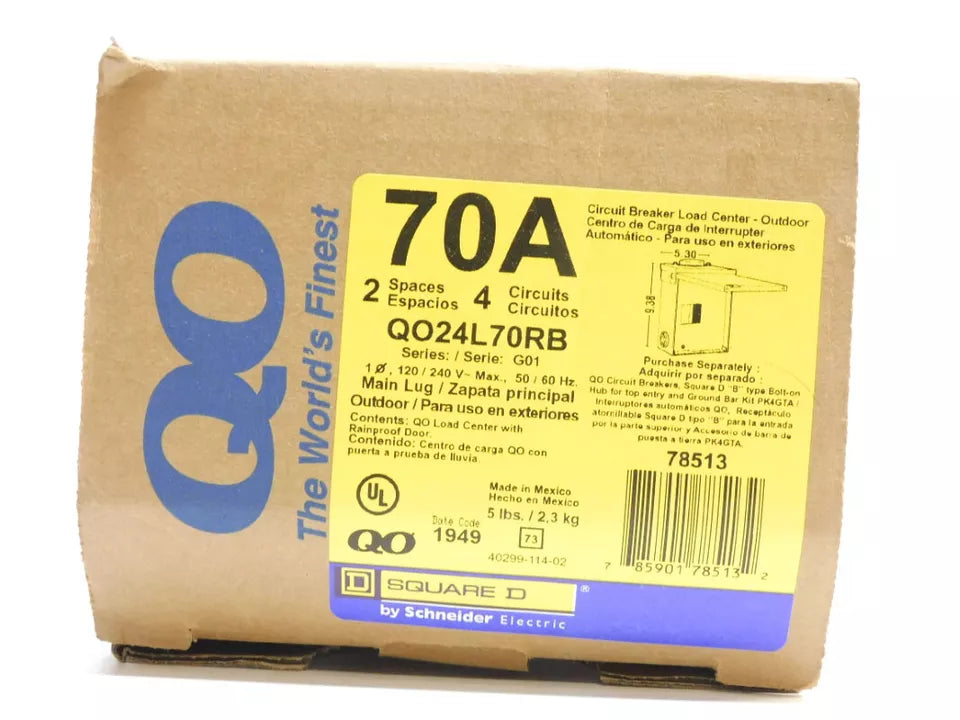 QO
The World's Finest
70A
2 Spaces 4 Circuits
Espacios Circuitos
QO24L70RB
Series: / Serie: G01
1 Ø, 120 / 240 V~ Max., 50 / 60 Hz.
Main Lug / Zapata principal
Outdoor / Para uso en exteriores
Contents: QO Load Center with
Rainproof Door.
Contenido: Centro de carga QO con
puerta a prueba de lluvia.
UL
QO
Date Code
1949
Made in Mexico
Hecho en Mexico
5 lbs. / 2,3 kg
73
40299-114-02
Circuit Breaker Load Center - Outdoor
Centro de Carga de Interrupter
Automático - Para uso en exteriores
5.30
9.38
Purchase Separately :
Adquirir por separado :
QO Circuit Breakers, Square D "B" type Bolt-on
Hub for top entry and Ground Bar Kit PK4GTA /
Interruptores automáticos QO, Receptáculo
atornillable Square D tipo "B" para la entrada
por la parte superior y Accesorio de barra de
puesta a tierra PK4GTA.
78513
7 85901 78513 2
D SQUARE D ®
by Schneider Electric